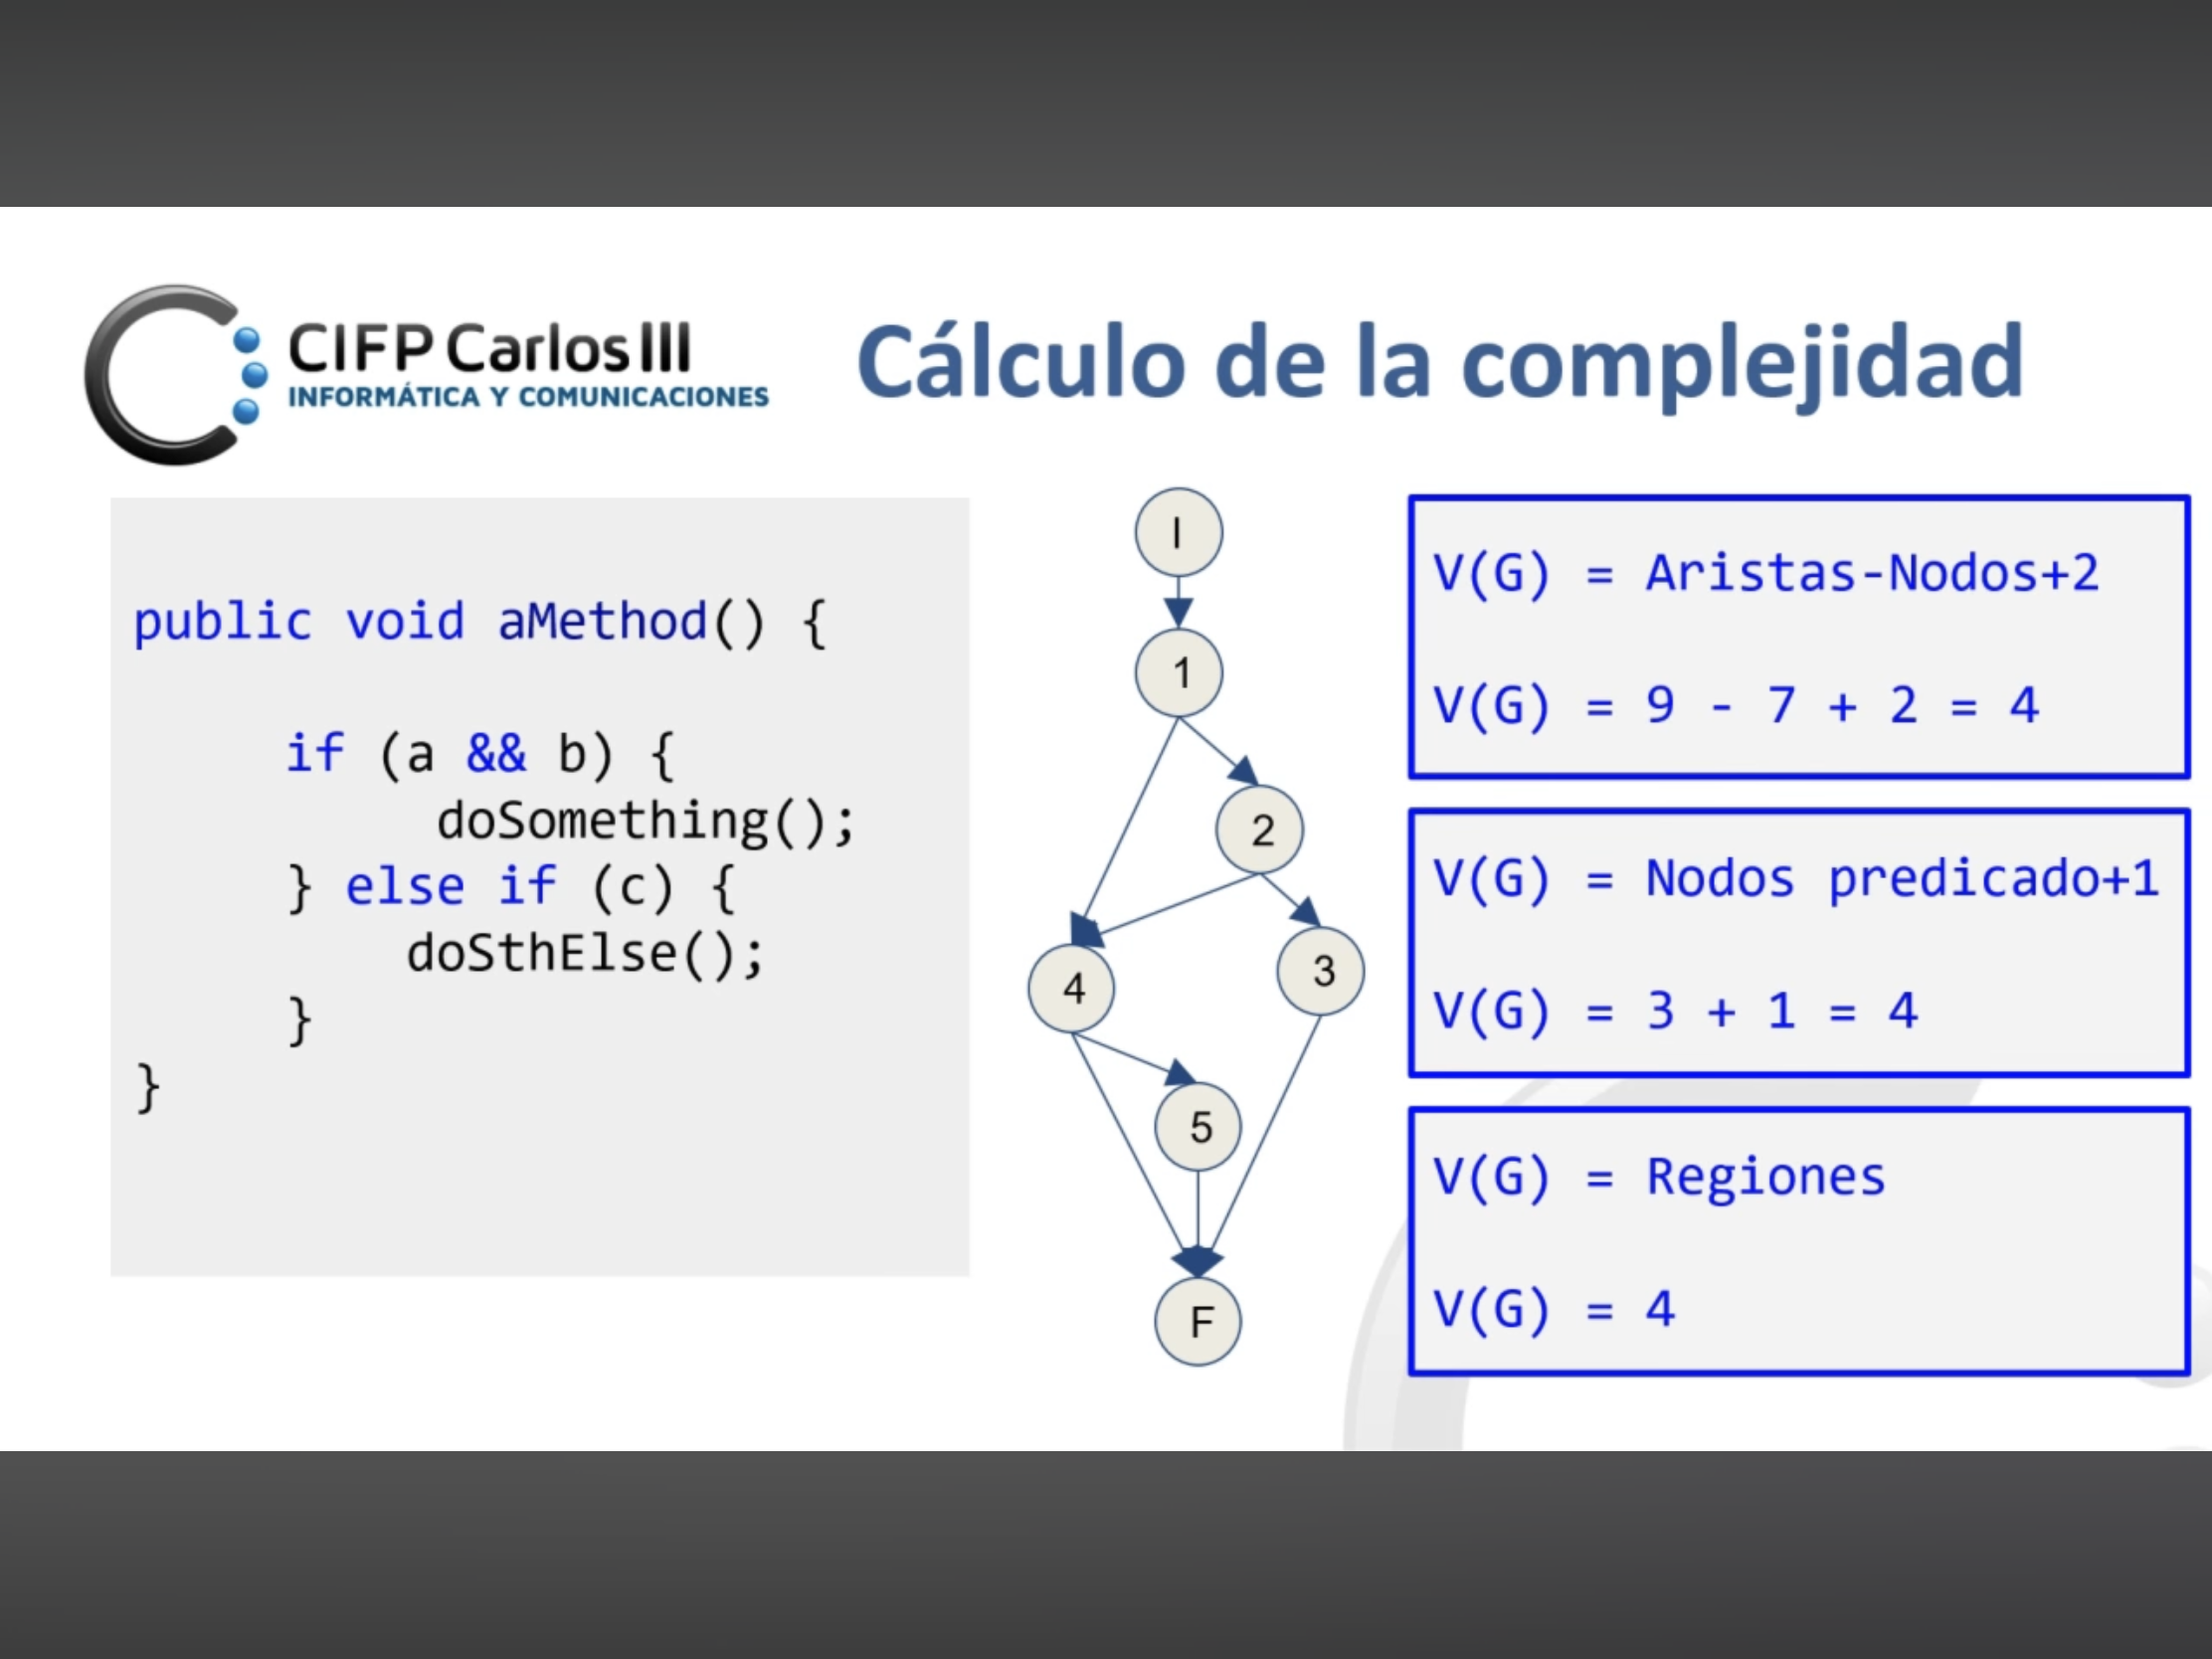 CIFP Carlos III
INFORMÁTICA Y COMUNICACIONES
Cálculo de la complejidad
public void aMethod() {
if (a && b) {
doSomething();
} else if (c) {
doSthElse();
}
}
I
1
2
4
3
5
F
V(G) = Aristas-Nodos+2
V(G) = 9 - 7 + 2 = 4
V(G) = Nodos predicado+1
V(G) = 3 + 1 = 4
V(G) = Regiones
V(G) = 4